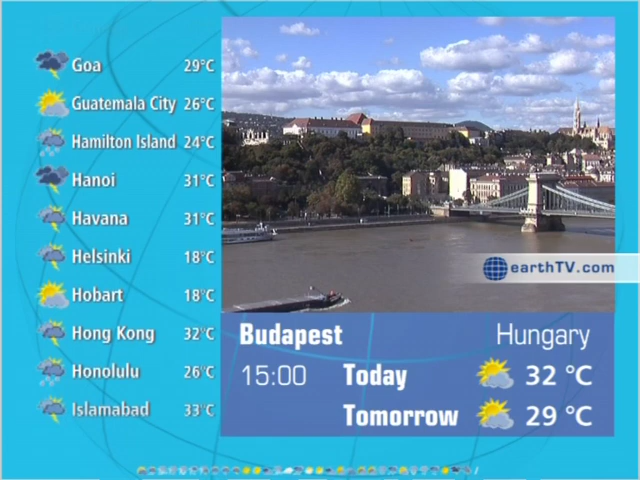 Goa 29°C
Guatemala City 26°C
Hamilton Island 24°C
Hanoi 31°C
Havana 31°C
Helsinki 18°C
Hobart 18°C
Hong Kong 32°C
Honolulu 26°C
Islamabad 33°C
earthTV.com
Budapest Hungary
15:00 Today 32 °C
Tomorrow 29 °C